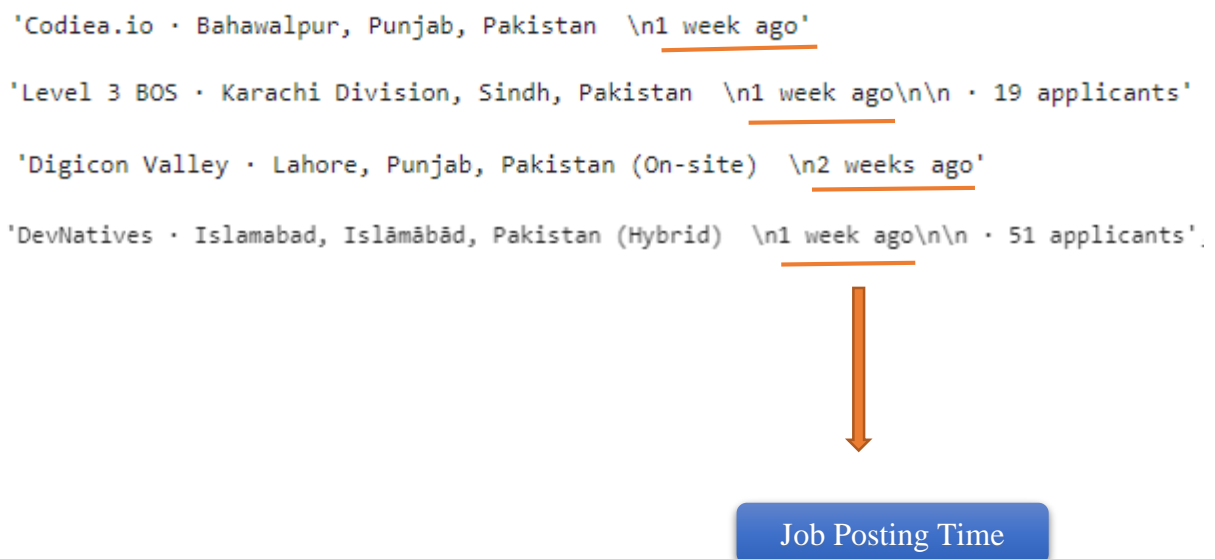 'Codiea.io · Bahawalpur, Punjab, Pakistan  \n1 week ago'
'Level 3 BOS · Karachi Division, Sindh, Pakistan  \n1 week ago\n\n · 19 applicants'
'Digicon Valley · Lahore, Punjab, Pakistan (On-site)  \n2 weeks ago'
'DevNatives · Islamabad, Islāmābād, Pakistan (Hybrid)  \n1 week ago\n\n · 51 applicants',
Job Posting Time